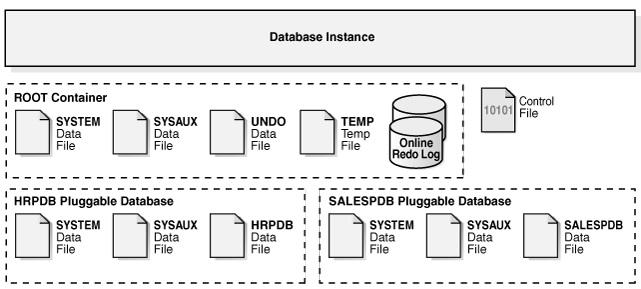 Database Instance
ROOT Container
SYSTEM
Data
File
SYSAUX
Data
File
UNDO
Data
File
TEMP
Temp
File
Online
Redo Log
10101
Control
File
HRPDB Pluggable Database
SYSTEM
Data
File
SYSAUX
Data
File
HRPDB
Data
File
SALESPDB Pluggable Database
SYSTEM
Data
File
SYSAUX
Data
File
SALESPDB
Data
File